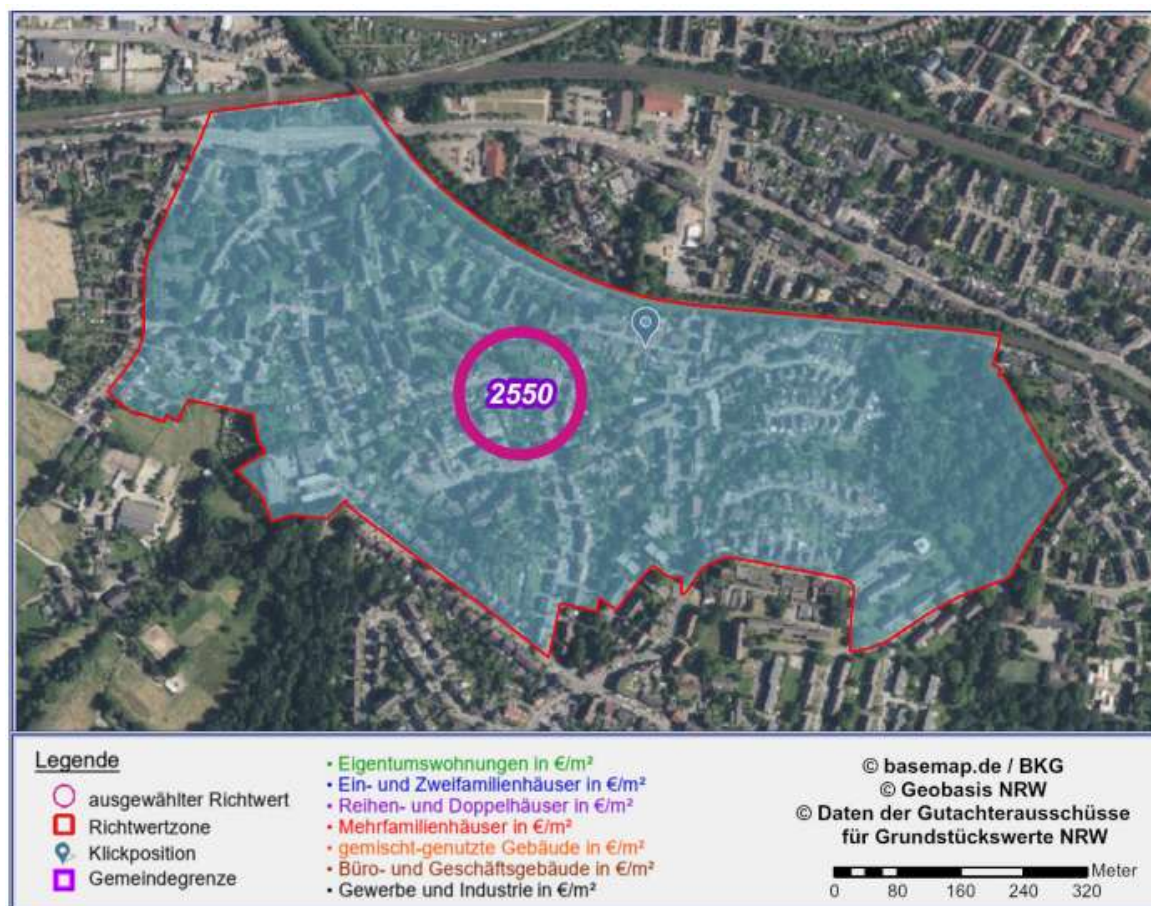 2550
Legende
ausgewählter Richtwert
Richtwertzone
Klickposition
Gemeindegrenze
• Eigentumswohnungen in €/m²
• Ein- und Zweifamilienhäuser in €/m²
• Reihen- und Doppelhäuser in €/m²
• Mehrfamilienhäuser in €/m²
• gemischt-genutzte Gebäude in €/m²
• Büro- und Geschäftsgebäude in €/m²
• Gewerbe und Industrie in €/m²
© basemap.de / BKG
© Geobasis NRW
© Daten der Gutachterausschüsse
für Grundstückswerte NRW
Meter
0 80 160 240 320